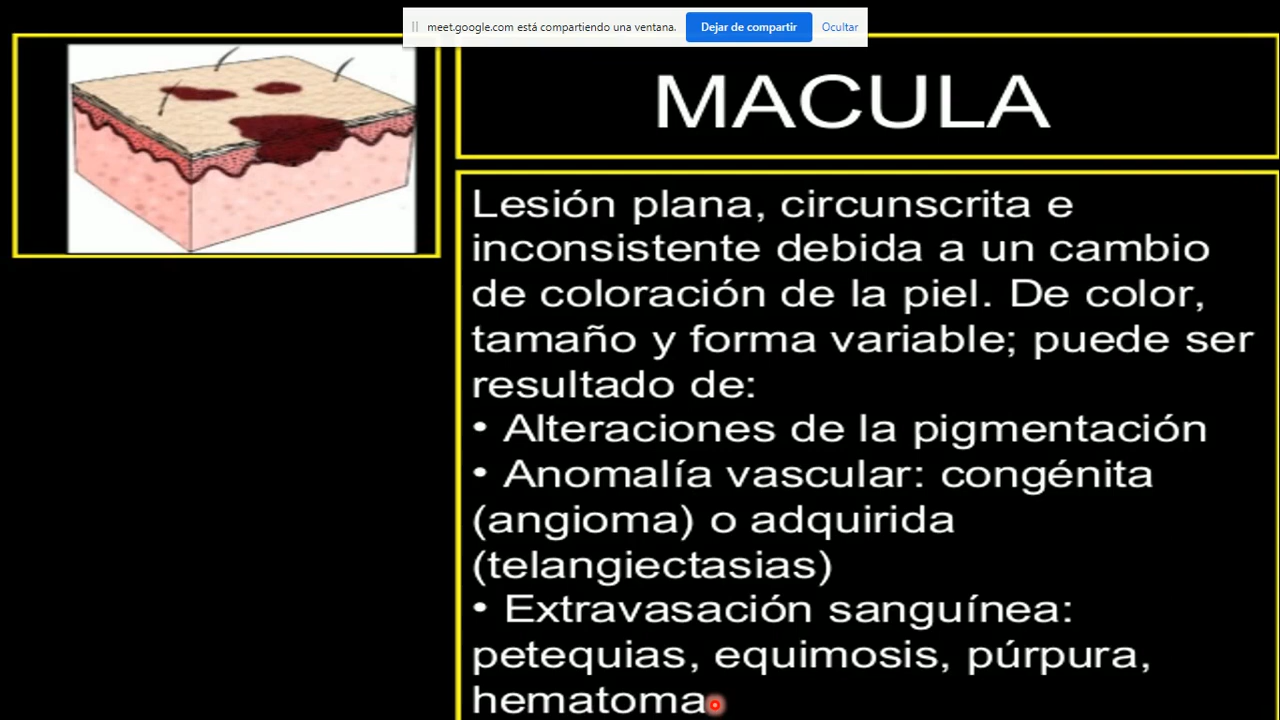 meet.google.com está compartiendo una ventana.
Dejar de compartir
Ocultar
MACULA
Lesión plana, circunscrita e
inconsistente debida a un cambio
de coloración de la piel. De color,
tamaño y forma variable; puede ser
resultado de:
• Alteraciones de la pigmentación
• Anomalía vascular: congénita
(angioma) o adquirida
(telangiectasias)
• Extravasación sanguínea:
petequias, equimosis, púrpura,
hematoma